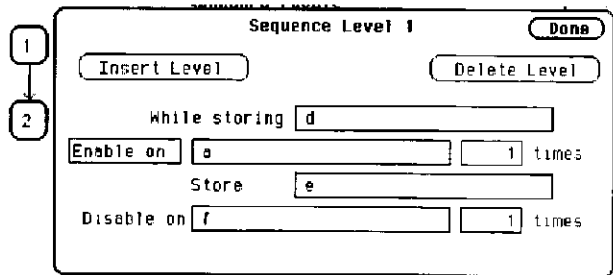 Sequence Level 1
Done
1
Insert Level
Delete Level
2
While storing d
Enable on a 1 times
Store e
Disable on f 1 times